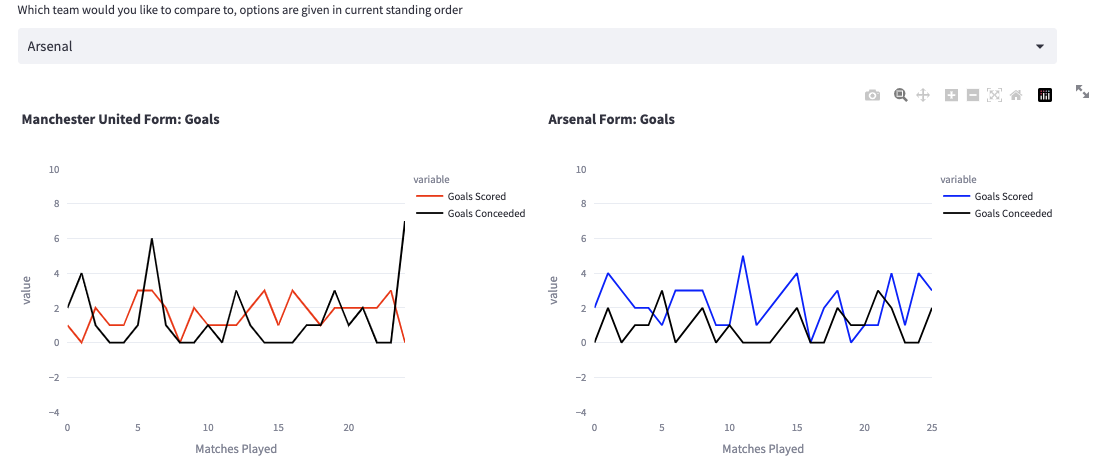 Which team would you like to compare to, options are given in current standing order
Arsenal
Manchester United Form: Goals
10
8
6
4
2
0
−2
−4
value
0 5 10 15 20
Matches Played
variable
Goals Scored
Goals Conceeded
Arsenal Form: Goals
10
8
6
4
2
0
−2
−4
value
0 5 10 15 20 25
Matches Played
variable
Goals Scored
Goals Conceeded